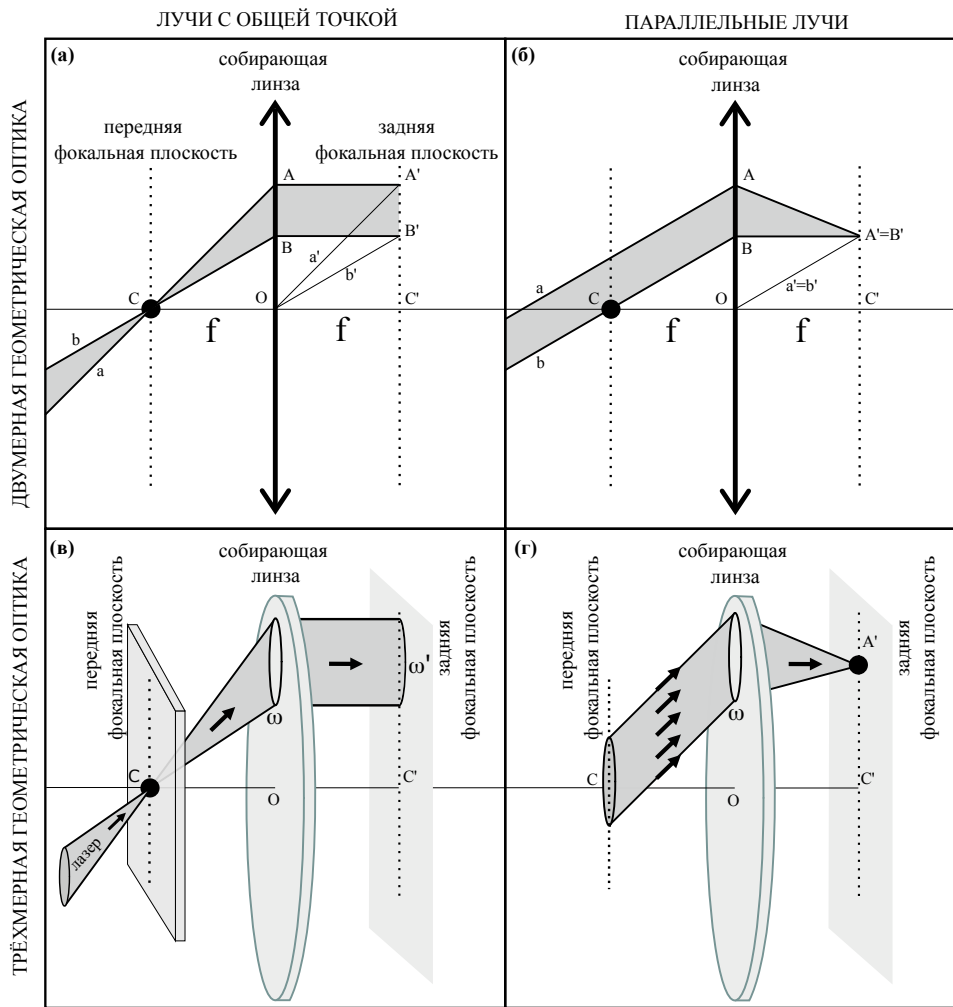 ЛУЧИ С ОБЩЕЙ ТОЧКОЙ
ПАРАЛЛЕЛЬНЫЕ ЛУЧИ
ДВУМЕРНАЯ ГЕОМЕТРИЧЕСКАЯ ОПТИКА
(а)
собирающая
линза
передняя
фокальная плоскость
задняя
фокальная плоскость
A
A'
B
B'
a'
b'
C
O
C'
b
a
f
f
(б)
собирающая
линза
A
B
A'=B'
a
a'=b'
C
O
C'
b
f
f
ТРЁХМЕРНАЯ ГЕОМЕТРИЧЕСКАЯ ОПТИКА
(в)
собирающая
линза
передняя
фокальная плоскость
задняя
фокальная плоскость
ω'
ω
C
O
C'
лазер
(г)
собирающая
линза
передняя
фокальная плоскость
задняя
фокальная плоскость
A'
ω
C
O
C'